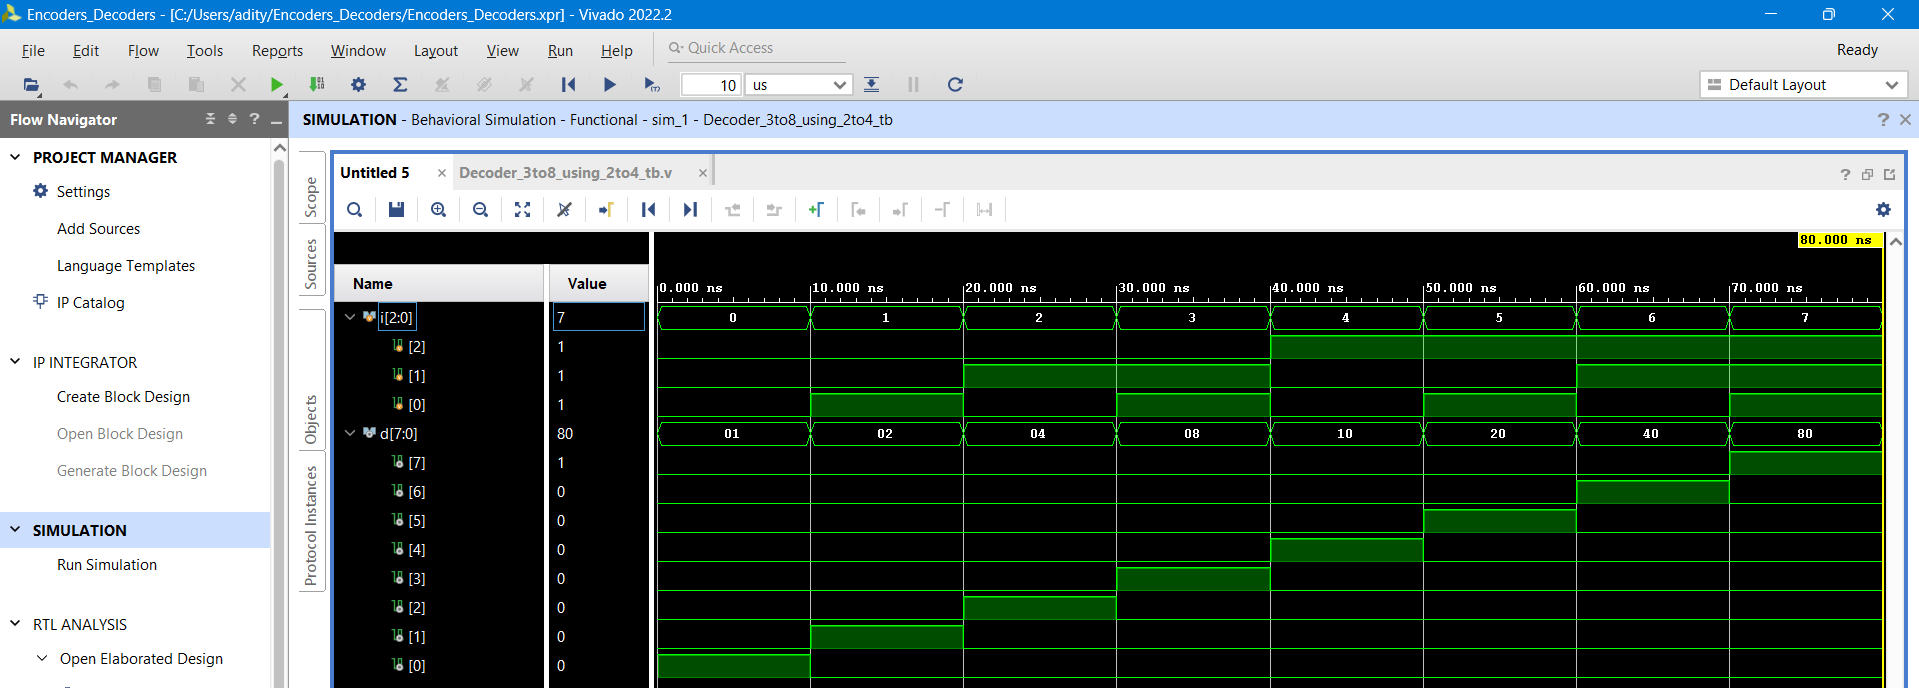 Encoders_Decoders - [C:/Users/adity/Encoders_Decoders/Encoders_Decoders.xpr] - Vivado 2022.2
File Edit Flow Tools Reports Window Layout View Run Help Quick Access Ready
10 us Default Layout
Flow Navigator
SIMULATION - Behavioral Simulation - Functional - sim_1 - Decoder_3to8_using_2to4_tb
PROJECT MANAGER
Settings
Add Sources
Language Templates
IP Catalog
IP INTEGRATOR
Create Block Design
Open Block Design
Generate Block Design
SIMULATION
Run Simulation
RTL ANALYSIS
Open Elaborated Design
Scope
Sources
Objects
Protocol Instances
Untitled 5 Decoder_3to8_using_2to4_tb.v
80.000 ns
Name Value
0.000 ns 10.000 ns 20.000 ns 30.000 ns 40.000 ns 50.000 ns 60.000 ns 70.000 ns
i[2:0] 7 0 1 2 3 4 5 6 7
[2] 1
[1] 1
[0] 1
d[7:0] 80 01 02 04 08 10 20 40 80
[7] 1
[6] 0
[5] 0
[4] 0
[3] 0
[2] 0
[1] 0
[0] 0